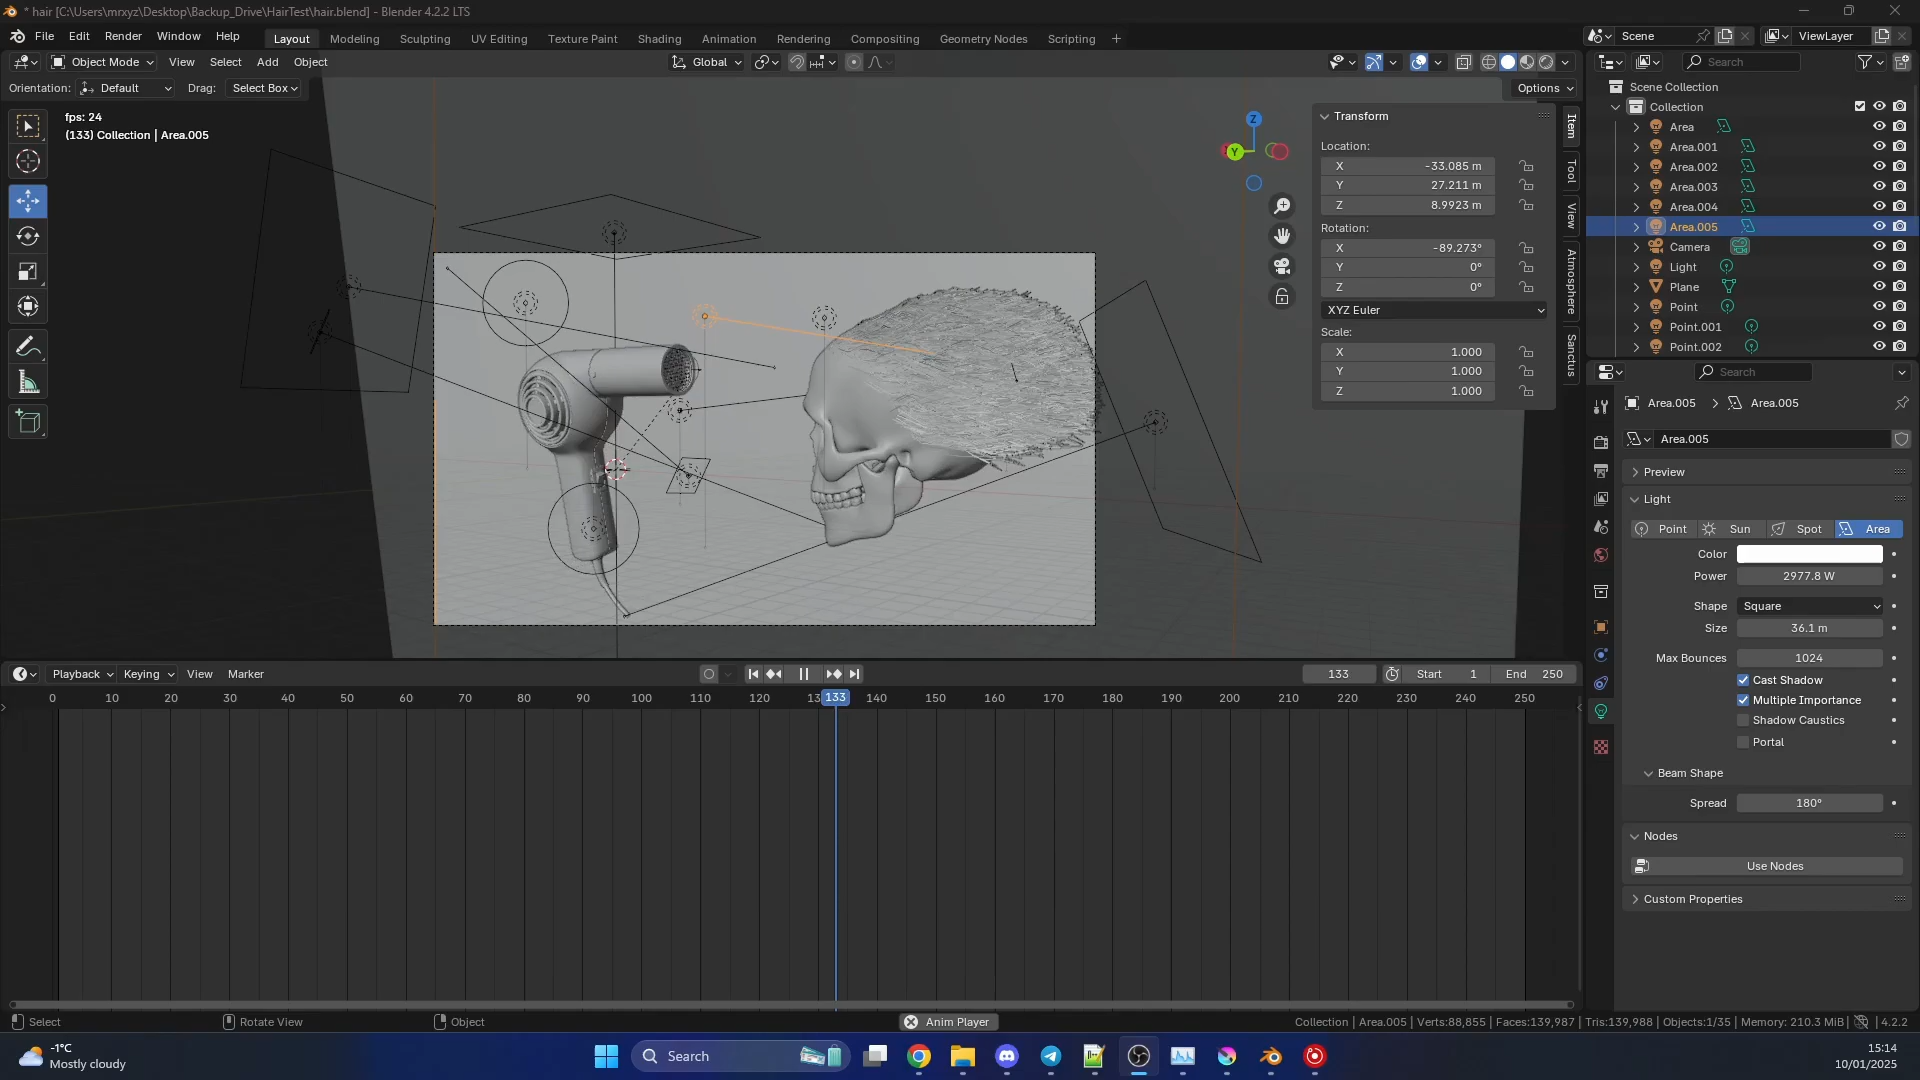 * hair [C:\Users\mrxyz\Desktop\Backup_Drive\HairTest\hair.blend] - Blender 4.2.2 LTS
File Edit Render Window Help Layout Modeling Sculpting UV Editing Texture Paint Shading Animation Rendering Compositing Geometry Nodes Scripting + Scene ViewLayer
Object Mode View Select Add Object Global Search
Orientation: Default Drag: Select Box Options
Scene Collection
Collection
Area
Area.001
Area.002
Area.003
Area.004
Area.005
Camera
Light
Plane
Point
Point.001
Point.002
fps: 24
(133) Collection | Area.005
Z
Y
Transform
Location:
X -33.085 m
Y 27.211 m
Z 8.9923 m
Rotation:
X -89.273°
Y 0°
Z 0°
XYZ Euler
Scale:
X 1.000
Y 1.000
Z 1.000
Item
Tool
View
Atmosphere
Sanctus
Search
Area.005 > Area.005
Area.005
Preview
Light
Point Sun Spot Area
Color
Power 2977.8 W
Shape Square
Size 36.1 m
Max Bounces 1024
Cast Shadow
Multiple Importance
Shadow Caustics
Portal
Beam Shape
Spread 180°
Nodes
Use Nodes
Custom Properties
Playback Keying View Marker 133 Start 1 End 250
0 10 20 30 40 50 60 70 80 90 100 110 120 13 133 140 150 160 170 180 190 200 210 220 230 240 250
Select Rotate View Object Anim Player Collection | Area.005 | Verts:88,855 | Faces:139,987 | Tris:139,988 | Objects:1/35 | Memory: 210.3 MiB | 4.2.2
-1°C
Mostly cloudy
Search
15:14
10/01/2025